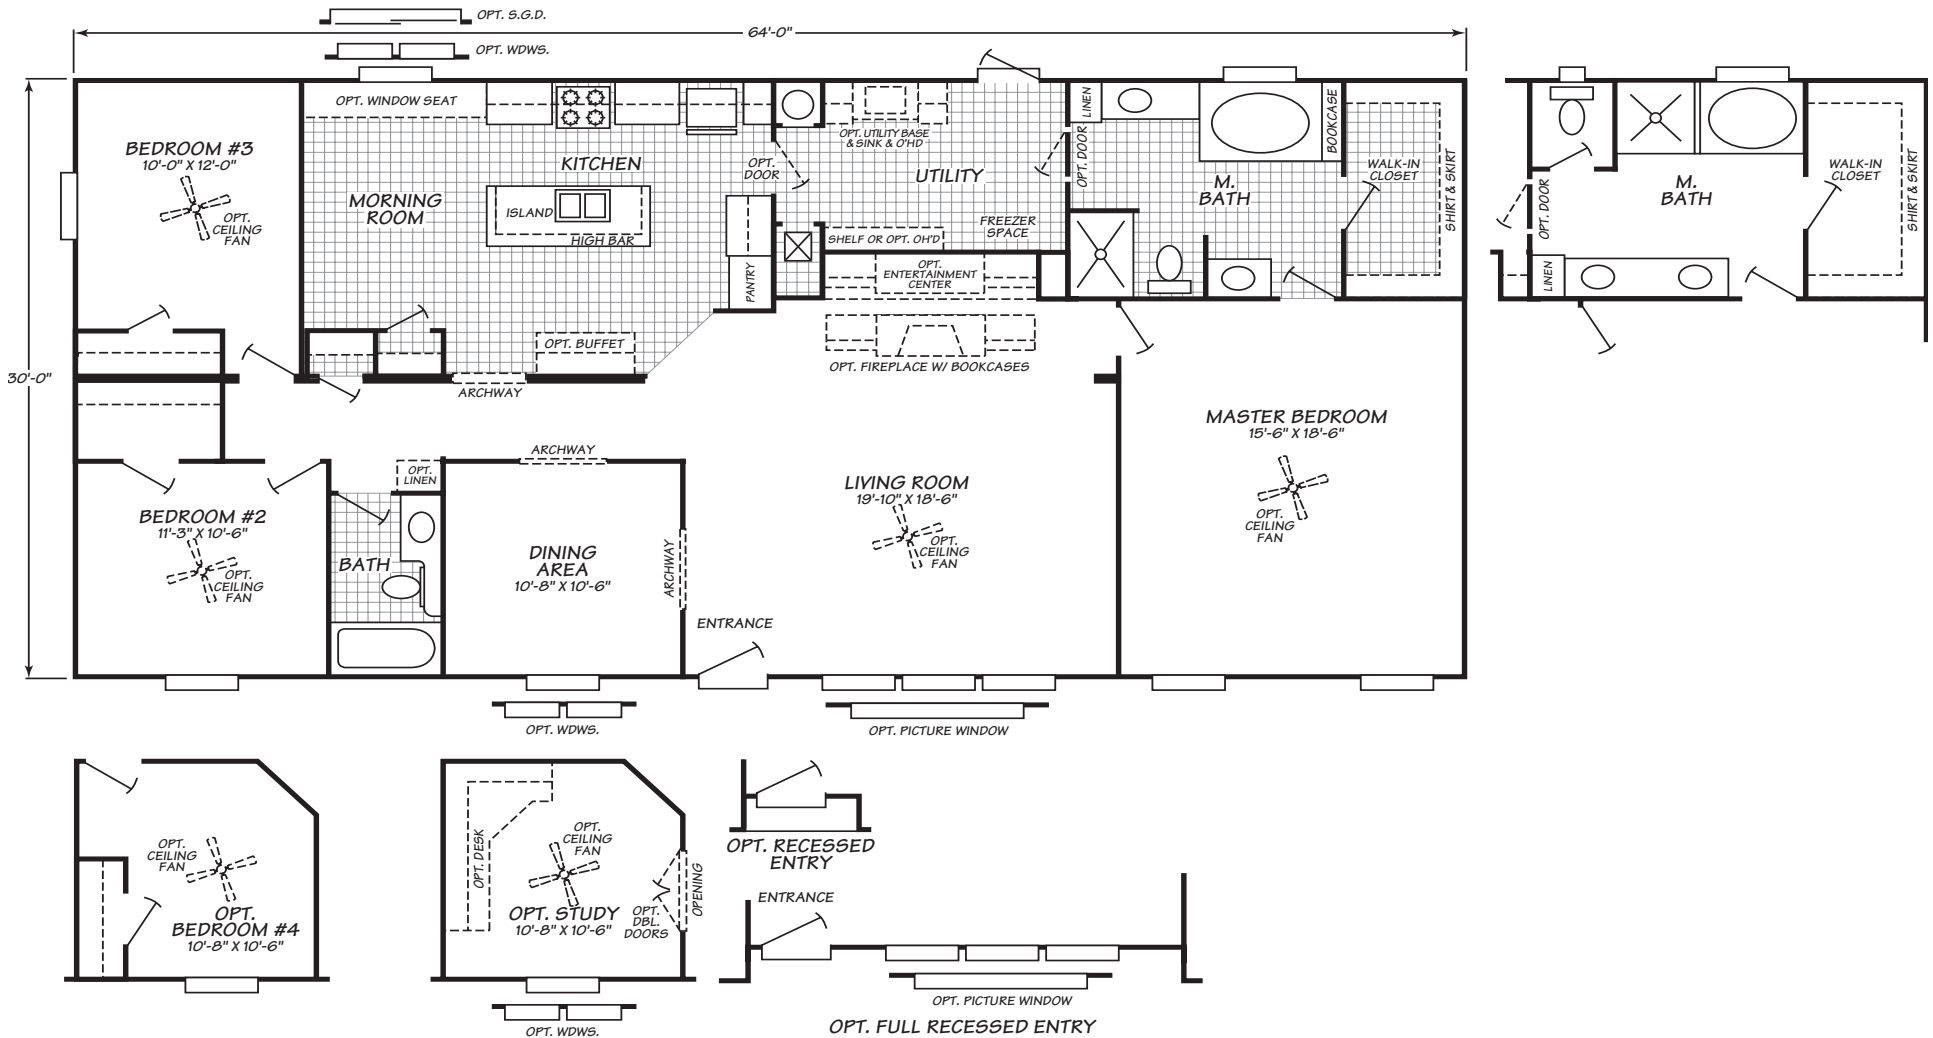 OPT. S.G.D.
64'-0"
OPT. WDWS.
OPT. WINDOW SEAT
BEDROOM #3
10'-0" X 12'-0"
OPT.
CEILING
FAN
KITCHEN
MORNING
ROOM
ISLAND
HIGH BAR
OPT.
DOOR
PANTRY
OPT. BUFFET
ARCHWAY
OPT. UTILITY BASE
& SINK & O'HD
UTILITY
FREEZER
SPACE
SHELF OR OPT. OH'D
OPT.
ENTERTAINMENT
CENTER
OPT. FIREPLACE W/ BOOKCASES
LINEN
OPT. DOOR
BOOKCASE
M.
BATH
WALK-IN
CLOSET
SHIRT & SKIRT
OPT. DOOR
LINEN
M.
BATH
WALK-IN
CLOSET
SHIRT & SKIRT
30'-0"
BEDROOM #2
11'-3" X 10'-6"
OPT.
CEILING
FAN
OPT.
LINEN
BATH
ARCHWAY
DINING
AREA
10'-8" X 10'-6"
ARCHWAY
ENTRANCE
LIVING ROOM
19'-10" X 18'-6"
OPT.
CEILING
FAN
MASTER BEDROOM
15'-6" X 18'-6"
OPT.
CEILING
FAN
OPT. WDWS.
OPT. PICTURE WINDOW
OPT.
CEILING
FAN
OPT.
BEDROOM #4
10'-8" X 10'-6"
OPT. DESK
OPT.
CEILING
FAN
OPT. STUDY
10'-8" X 10'-6"
OPT.
DBL.
DOORS
OPENING
OPT. WDWS.
OPT. RECESSED
ENTRY
ENTRANCE
OPT. PICTURE WINDOW
OPT. FULL RECESSED ENTRY